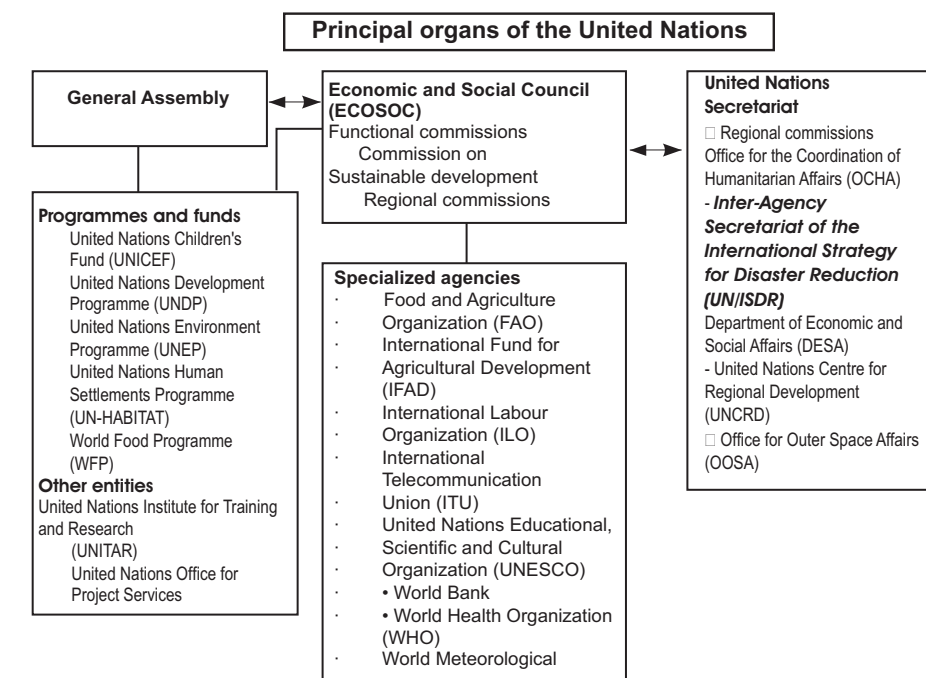 Principal organs of the United Nations
General Assembly
Economic and Social Council
(ECOSOC)
Functional commissions
Commission on
Sustainable development
Regional commissions
United Nations
Secretariat
□ Regional commissions
Office for the Coordination of
Humanitarian Affairs (OCHA)
- Inter-Agency
Secretariat of the
International Strategy
for Disaster Reduction
(UN/ISDR)
Department of Economic and
Social Affairs (DESA)
- United Nations Centre for
Regional Development
(UNCRD)
□ Office for Outer Space Affairs
(OOSA)
Programmes and funds
United Nations Children's
Fund (UNICEF)
United Nations Development
Programme (UNDP)
United Nations Environment
Programme (UNEP)
United Nations Human
Settlements Programme
(UN-HABITAT)
World Food Programme
(WFP)
Other entities
United Nations Institute for Training
and Research
(UNITAR)
United Nations Office for
Project Services
Specialized agencies
· Food and Agriculture
· Organization (FAO)
· International Fund for
· Agricultural Development
(IFAD)
· International Labour
· Organization (ILO)
· International
Telecommunication
· Union (ITU)
· United Nations Educational,
· Scientific and Cultural
· Organization (UNESCO)
· • World Bank
· • World Health Organization
(WHO)
· World Meteorological